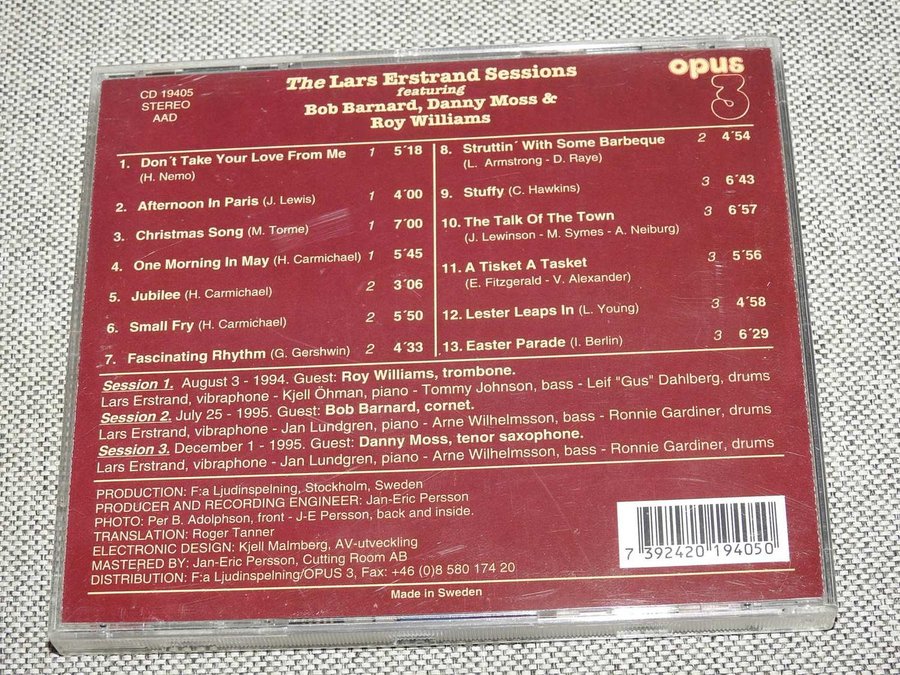 The Lars Erstrand Sessions
featuring
Bob Barnard, Danny Moss &
Roy Williams
CD 19405
STEREO
AAD
opus
3
1. Don´t Take Your Love From Me 1 5´18
(H. Nemo)
2. Afternoon In Paris (J. Lewis) 1 4´00
3. Christmas Song (M. Torme) 1 7´00
4. One Morning In May (H. Carmichael) 1 5´45
5. Jubilee (H. Carmichael) 2 3´06
6. Small Fry (H. Carmichael) 2 5´50
7. Fascinating Rhythm (G. Gershwin) 2 4´33
8. Struttin´ With Some Barbeque 2 4´54
(L. Armstrong - D. Raye)
9. Stuffy (C. Hawkins) 3 6´43
10. The Talk Of The Town 3 6´57
(J. Lewinson - M. Symes - A. Neiburg)
11. A Tisket A Tasket 3 5´56
(E. Fitzgerald - V. Alexander)
12. Lester Leaps In (L. Young) 3 4´58
13. Easter Parade (I. Berlin) 3 6´29
Session 1. August 3 - 1994. Guest: Roy Williams, trombone.
Lars Erstrand, vibraphone - Kjell Öhman, piano - Tommy Johnson, bass - Leif "Gus" Dahlberg, drums
Session 2. July 25 - 1995. Guest: Bob Barnard, cornet.
Lars Erstrand, vibraphone - Jan Lundgren, piano - Arne Wilhelmsson, bass - Ronnie Gardiner, drums
Session 3. December 1 - 1995. Guest: Danny Moss, tenor saxophone.
Lars Erstrand, vibraphone - Jan Lundgren, piano - Arne Wilhelmsson, bass - Ronnie Gardiner, drums
PRODUCTION: F:a Ljudinspelning, Stockholm, Sweden
PRODUCER AND RECORDING ENGINEER: Jan-Eric Persson
PHOTO: Per B. Adolphson, front - J-E Persson, back and inside.
TRANSLATION: Roger Tanner
ELECTRONIC DESIGN: Kjell Malmberg, AV-utveckling
MASTERED BY: Jan-Eric Persson, Cutting Room AB
DISTRIBUTION: F:a Ljudinspelning/OPUS 3, Fax: +46 (0)8 580 174 20
7 392420 194050
Made in Sweden